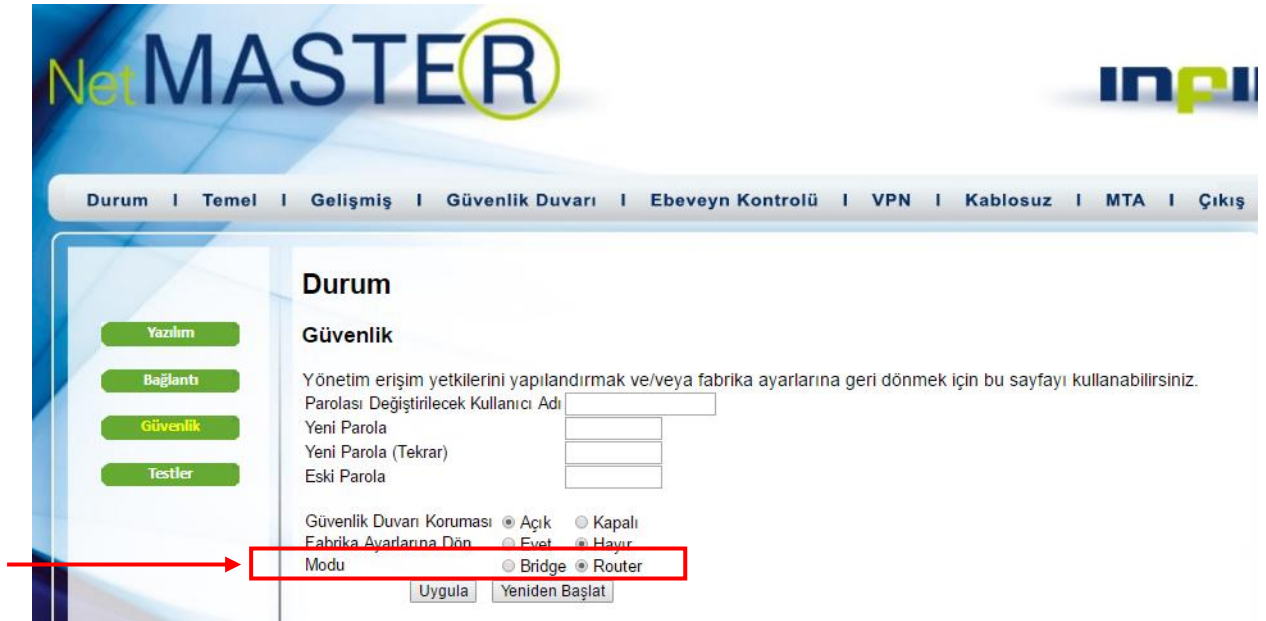 NetMASTER
Durum | Temel | Gelişmiş | Güvenlik Duvarı | Ebeveyn Kontrolü | VPN | Kablosuz | MTA | Çıkış
Durum
Yazılım
Güvenlik
Bağlantı
Yönetim erişim yetkilerini yapılandırmak ve/veya fabrika ayarlarına geri dönmek için bu sayfayı kullanabilirsiniz.
Parolası Değiştirilecek Kullanıcı Adı
Güvenlik
Yeni Parola
Yeni Parola (Tekrar)
Testler
Eski Parola
Güvenlik Duvarı Koruması Açık Kapalı
Fabrika Ayarlarına Dön Evet Hayır
Modu Bridge Router
Uygula Yeniden Başlat